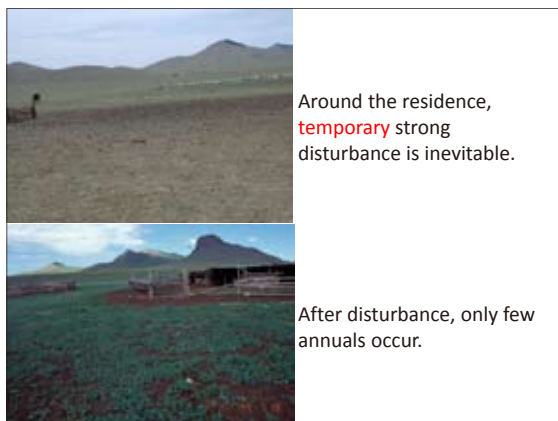 Around the residence,
temporary strong
disturbance is inevitable.
After disturbance, only few
annuals occur.